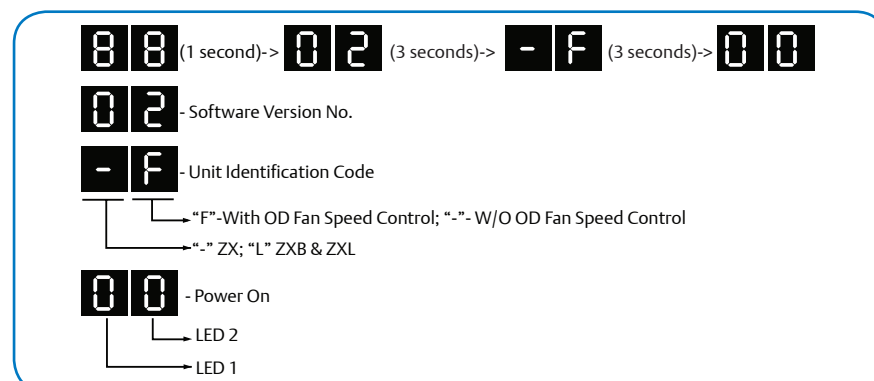 88 (1 second)-> 02 (3 seconds)-> -F (3 seconds)-> 00
02 - Software Version No.
-F - Unit Identification Code
“F”-With OD Fan Speed Control; “-”- W/O OD Fan Speed Control
“-” ZX; “L” ZXB & ZXL
00 - Power On
LED 2
LED 1